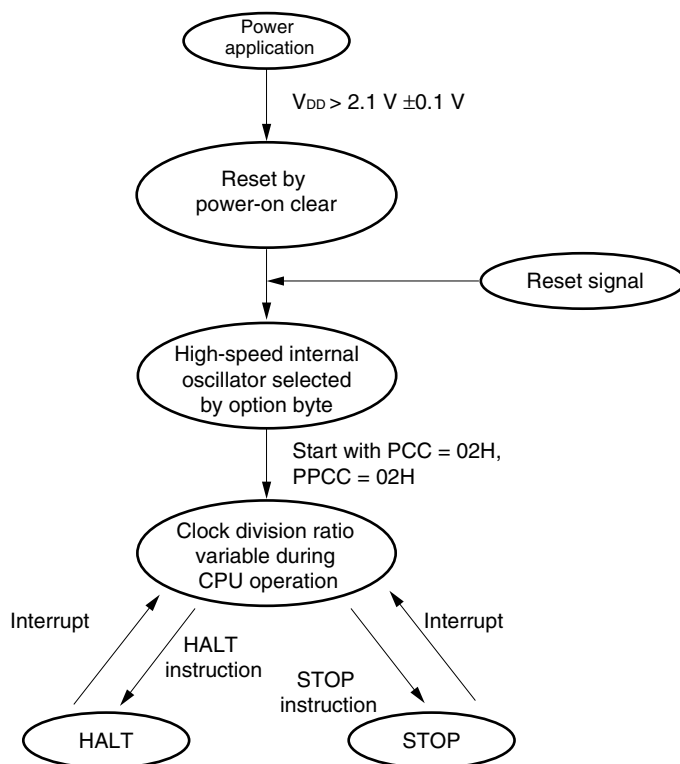 Power
application
VDD > 2.1 V ±0.1 V
Reset by
power-on clear
Reset signal
High-speed internal
oscillator selected
by option byte
Start with PCC = 02H,
PPCC = 02H
Clock division ratio
variable during
CPU operation
Interrupt
Interrupt
HALT
instruction
STOP
instruction
HALT
STOP